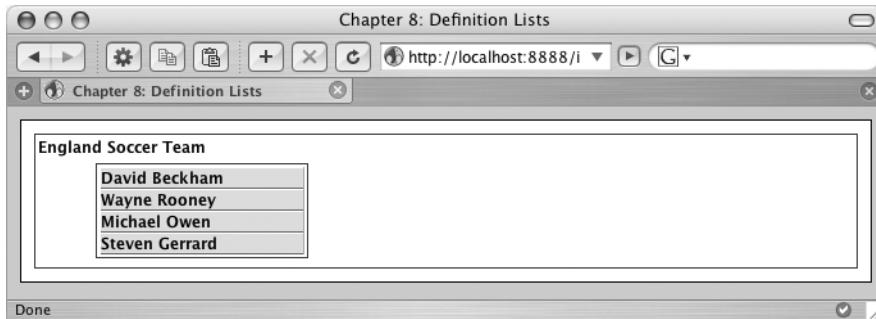 Chapter 8: Definition Lists
http://localhost:8888/i
G
Chapter 8: Definition Lists
England Soccer Team
David Beckham
Wayne Rooney
Michael Owen
Steven Gerrard
Done